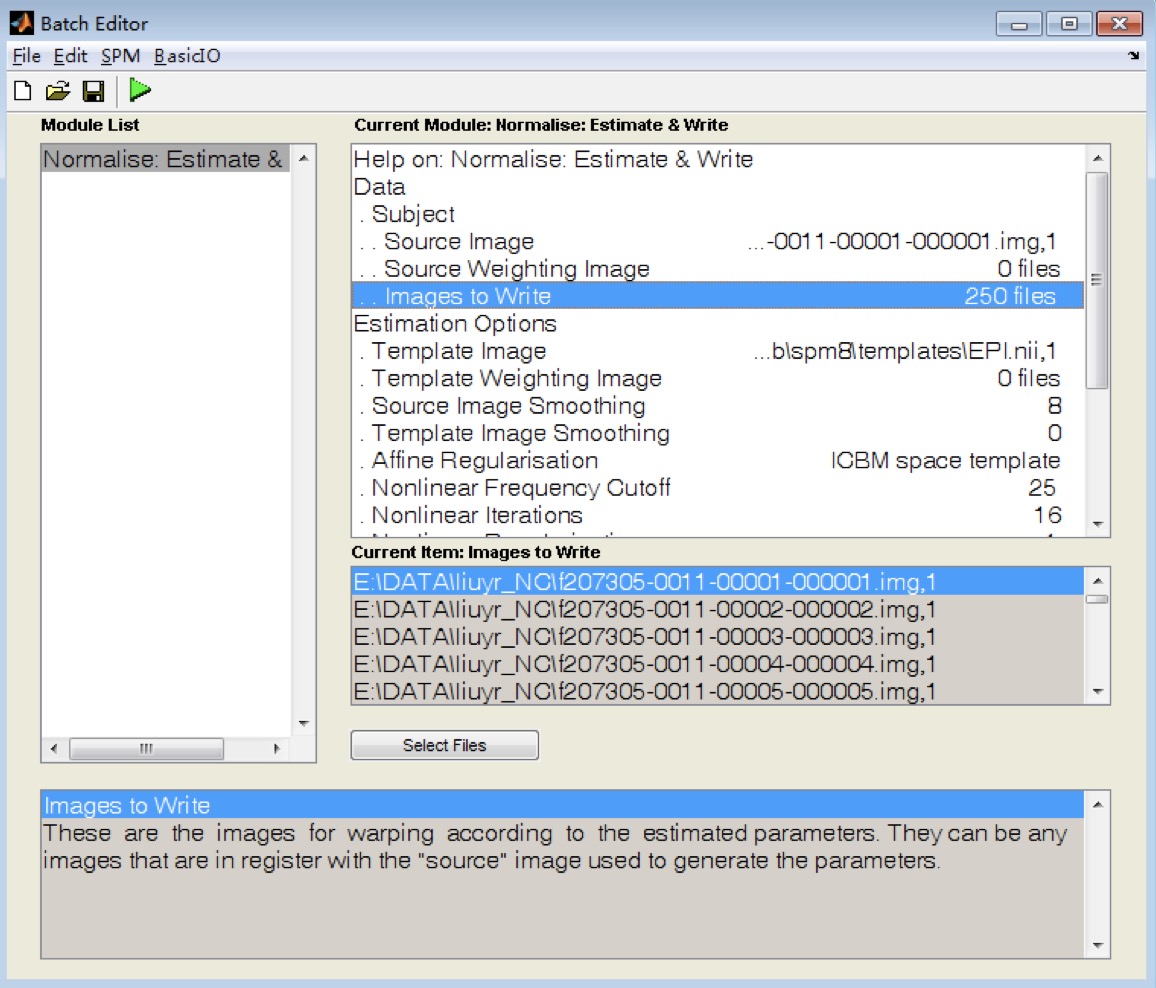 Batch Editor
File Edit SPM BasicIO
Module List
Normalise: Estimate &
Current Module: Normalise: Estimate & Write
Help on: Normalise: Estimate & Write
Data
. Subject
. . Source Image ...-0011-00001-000001.img,1
. . Source Weighting Image 0 files
. . Images to Write 250 files
Estimation Options
. Template Image ...b\spm8\templates\EPI.nii,1
. Template Weighting Image 0 files
. Source Image Smoothing 8
. Template Image Smoothing 0
. Affine Regularisation ICBM space template
. Nonlinear Frequency Cutoff 25
. Nonlinear Iterations 16
Current Item: Images to Write
E:\DATA\liuyr_NC\f207305-0011-00001-000001.img,1
E:\DATA\liuyr_NC\f207305-0011-00002-000002.img,1
E:\DATA\liuyr_NC\f207305-0011-00003-000003.img,1
E:\DATA\liuyr_NC\f207305-0011-00004-000004.img,1
E:\DATA\liuyr_NC\f207305-0011-00005-000005.img,1
Select Files
Images to Write
These are the images for warping according to the estimated parameters. They can be any
images that are in register with the "source" image used to generate the parameters.